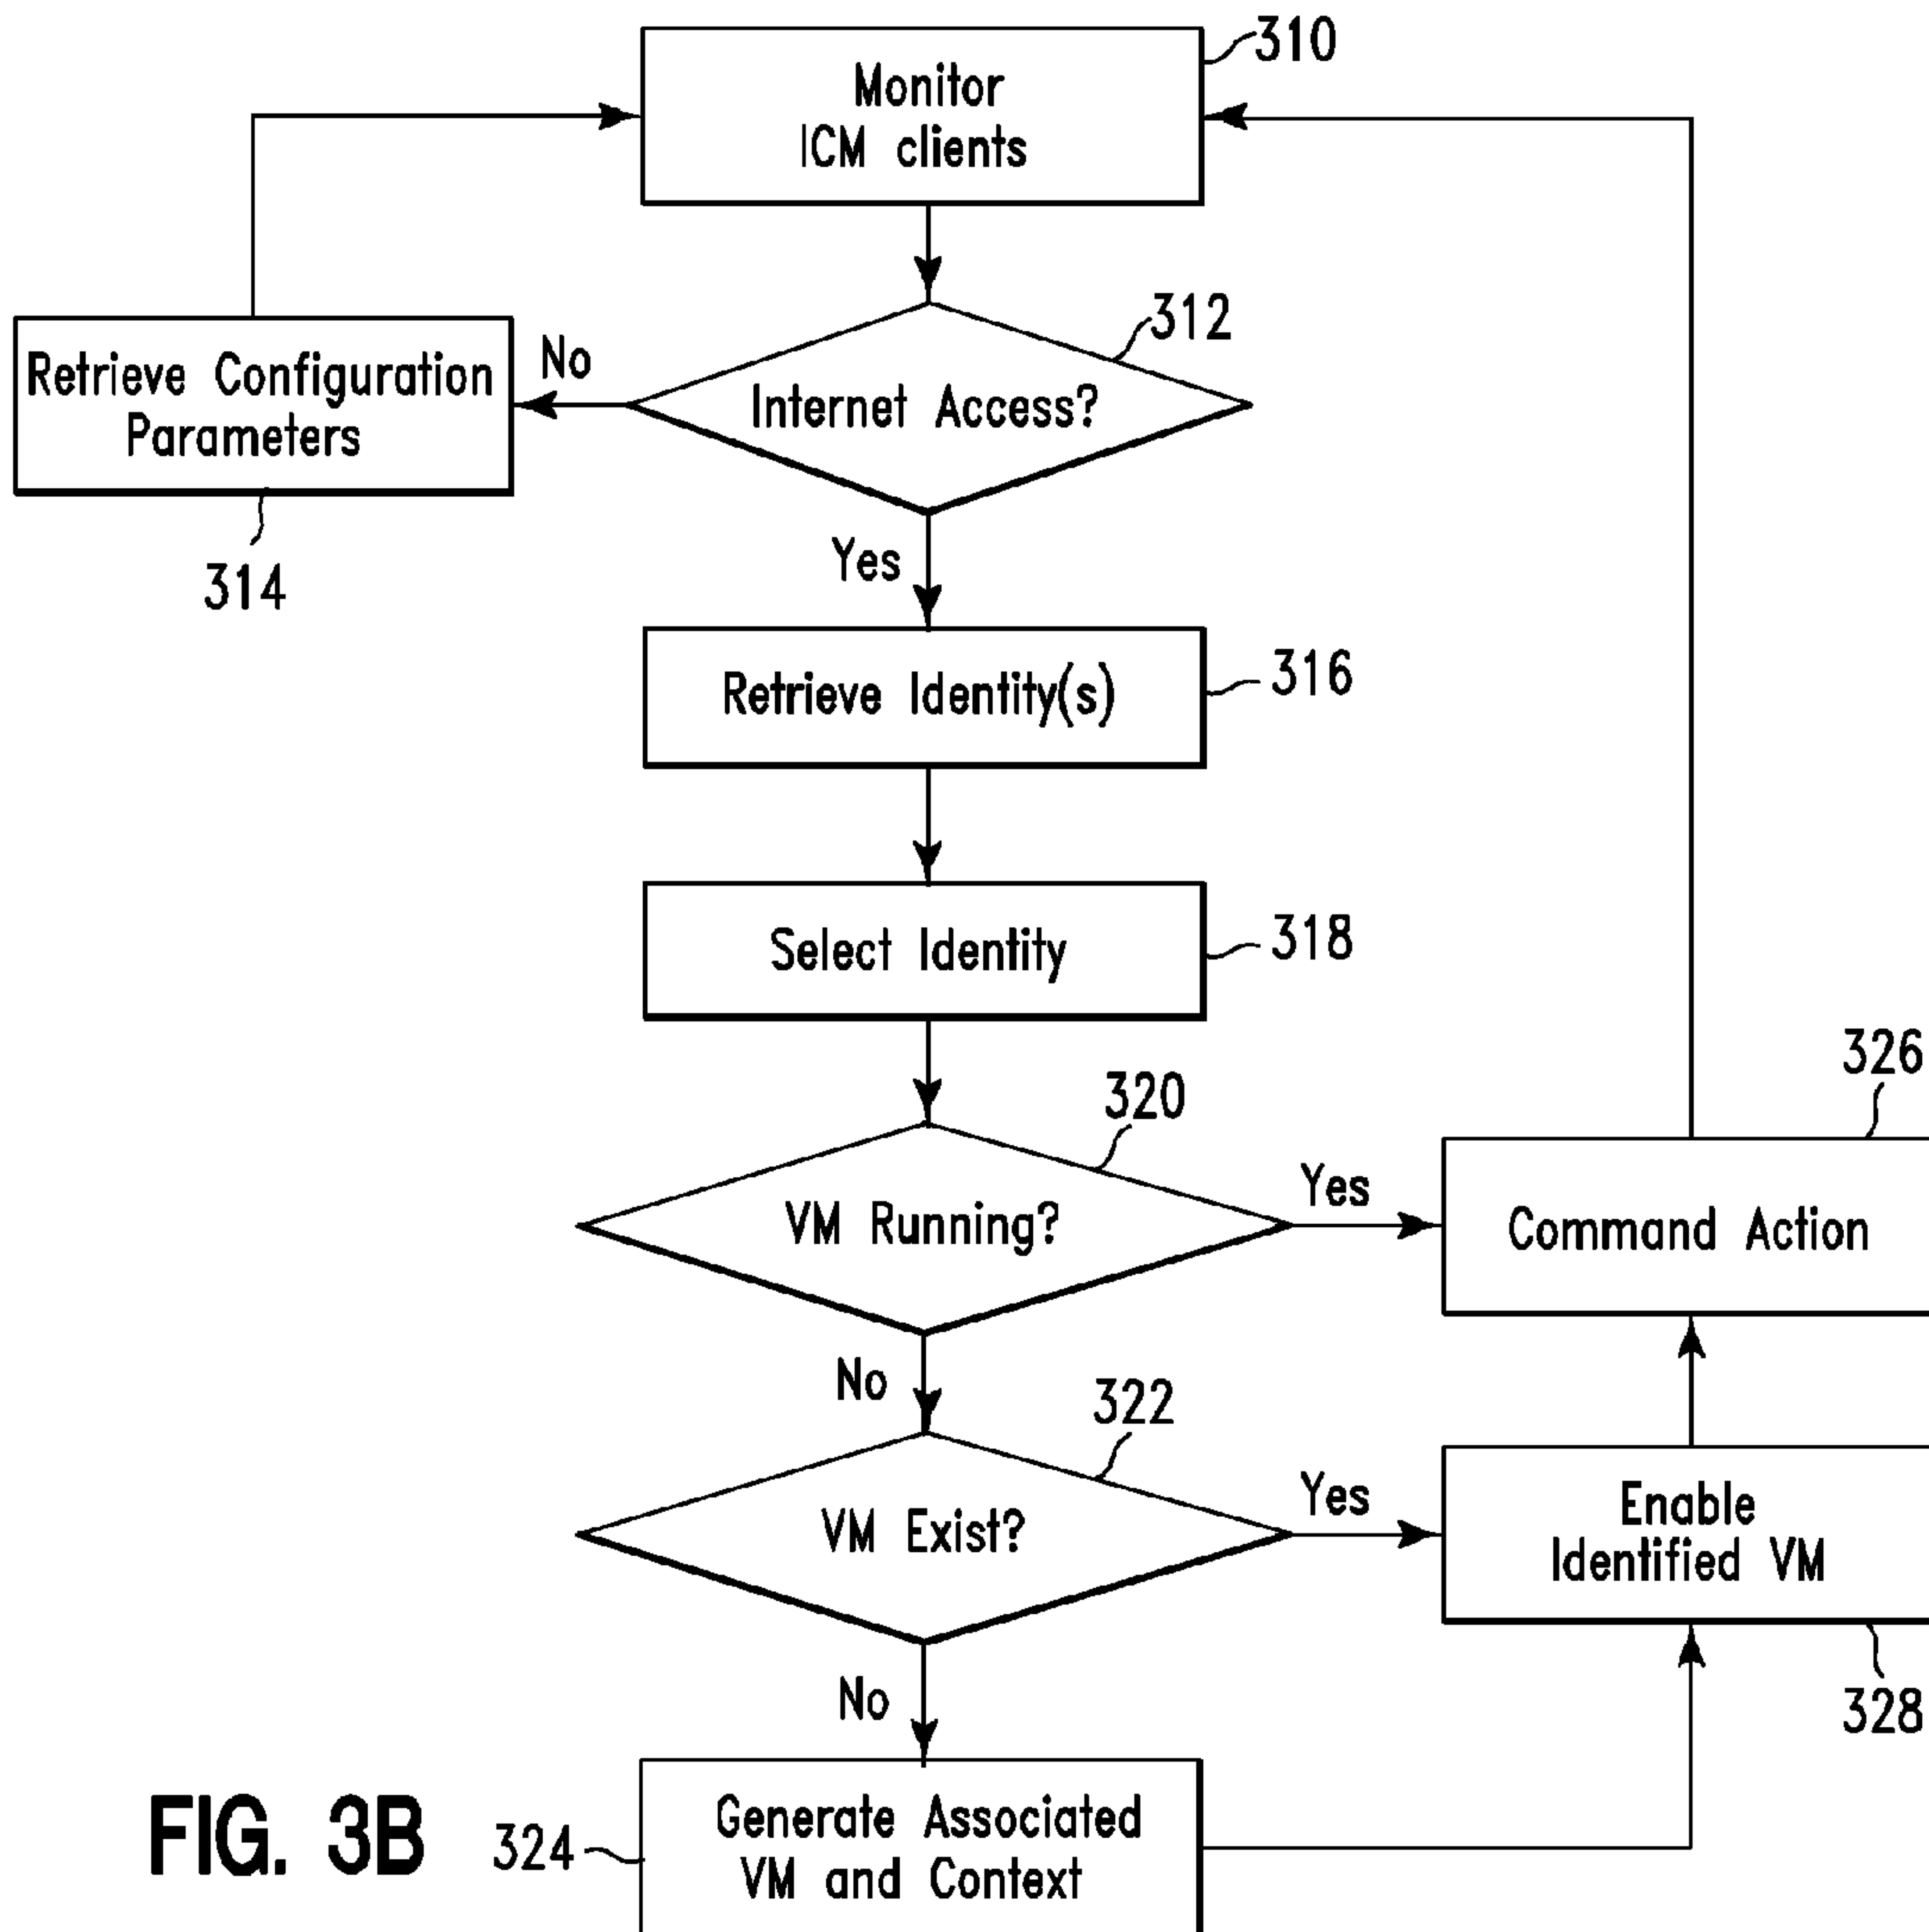 310
Monitor
ICM clients
312
Internet Access?
No
Retrieve Configuration
Parameters
314
Yes
Retrieve Identity(s)
316
Select Identity
318
320
VM Running?
Yes
326
Command Action
No
322
VM Exist?
Yes
Enable
Identified VM
328
No
Generate Associated
VM and Context
324
FIG. 3B